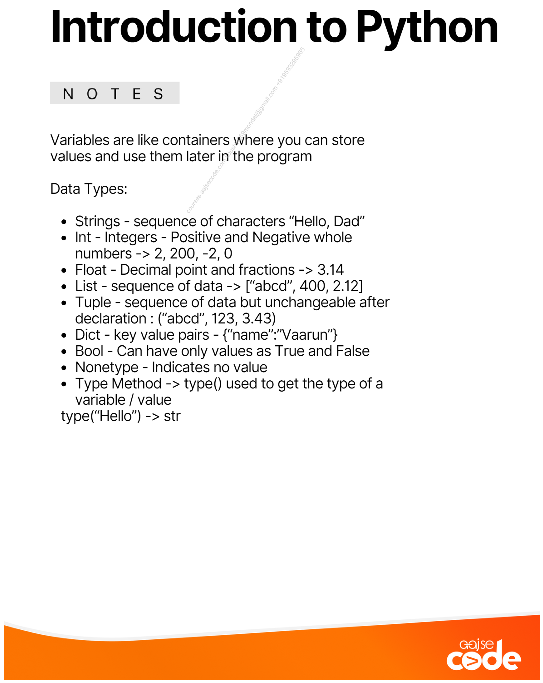 Introduction to Python
NOTES
Variables are like containers where you can store
values and use them later in the program
Data Types:
• Strings - sequence of characters “Hello, Dad”
• Int - Integers - Positive and Negative whole
numbers -> 2, 200, -2, 0
• Float - Decimal point and fractions -> 3.14
• List - sequence of data -> [“abcd”, 400, 2.12]
• Tuple - sequence of data but unchangeable after
declaration : (“abcd”, 123, 3.43)
• Dict - key value pairs - {“name”:”Vaarun”}
• Bool - Can have only values as True and False
• Nonetype - Indicates no value
• Type Method -> type() used to get the type of a
variable / value
type(“Hello”) -> str
code